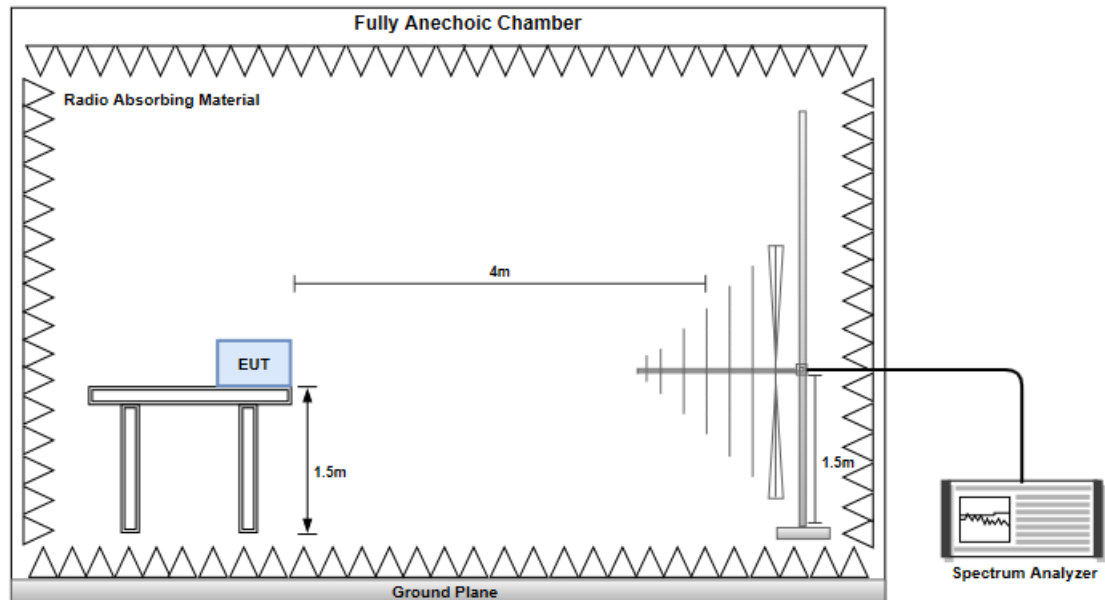 Fully Anechoic Chamber
Radio Absorbing Material
4m
EUT
1.5m
1.5m
Spectrum Analyzer
Ground Plane